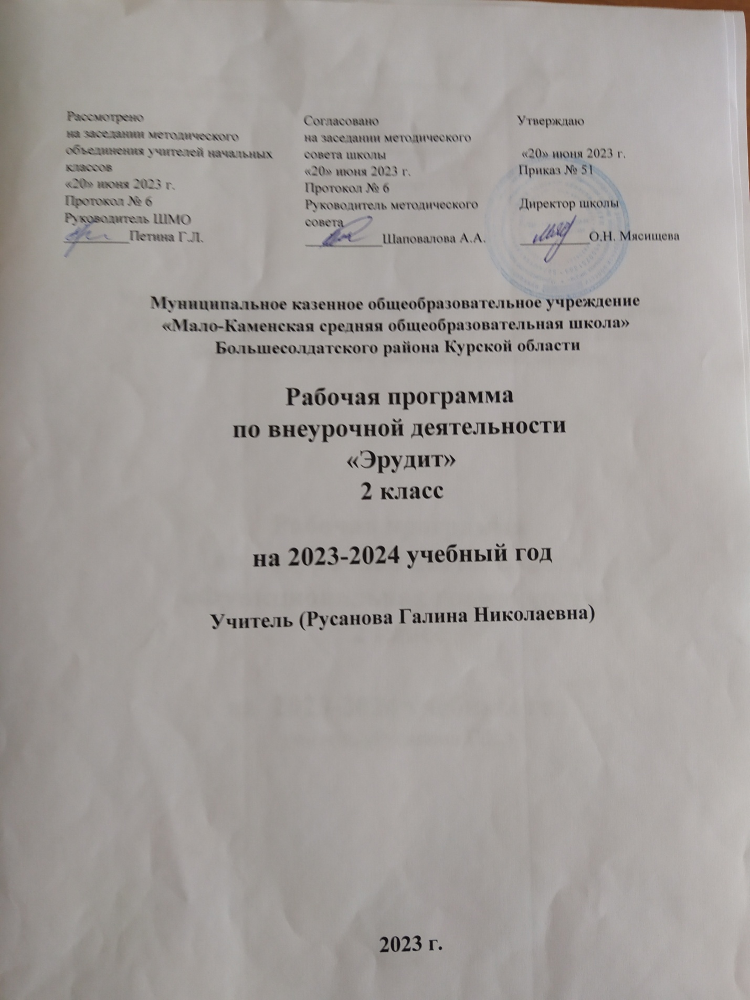 Рассмотрено
на заседании методического
объединения учителей начальных
классов
«20» июня 2023 г.
Протокол № 6
Руководитель ШМО
__________Петина Г.Л.
Согласовано
на заседании методического
совета школы
«20» июня 2023 г.
Протокол № 6
Руководитель методического
совета
____________Шаповалова А.А.
Утверждаю
«20» июня 2023 г.
Приказ № 51
Директор школы
___________О.Н. Мясищева
Муниципальное казенное общеобразовательное учреждение
«Мало-Каменская средняя общеобразовательная школа»
Большесолдатского района Курской области
Рабочая программа
по внеурочной деятельности
«Эрудит»
2 класс
на 2023-2024 учебный год
Учитель (Русанова Галина Николаевна)
2023 г.